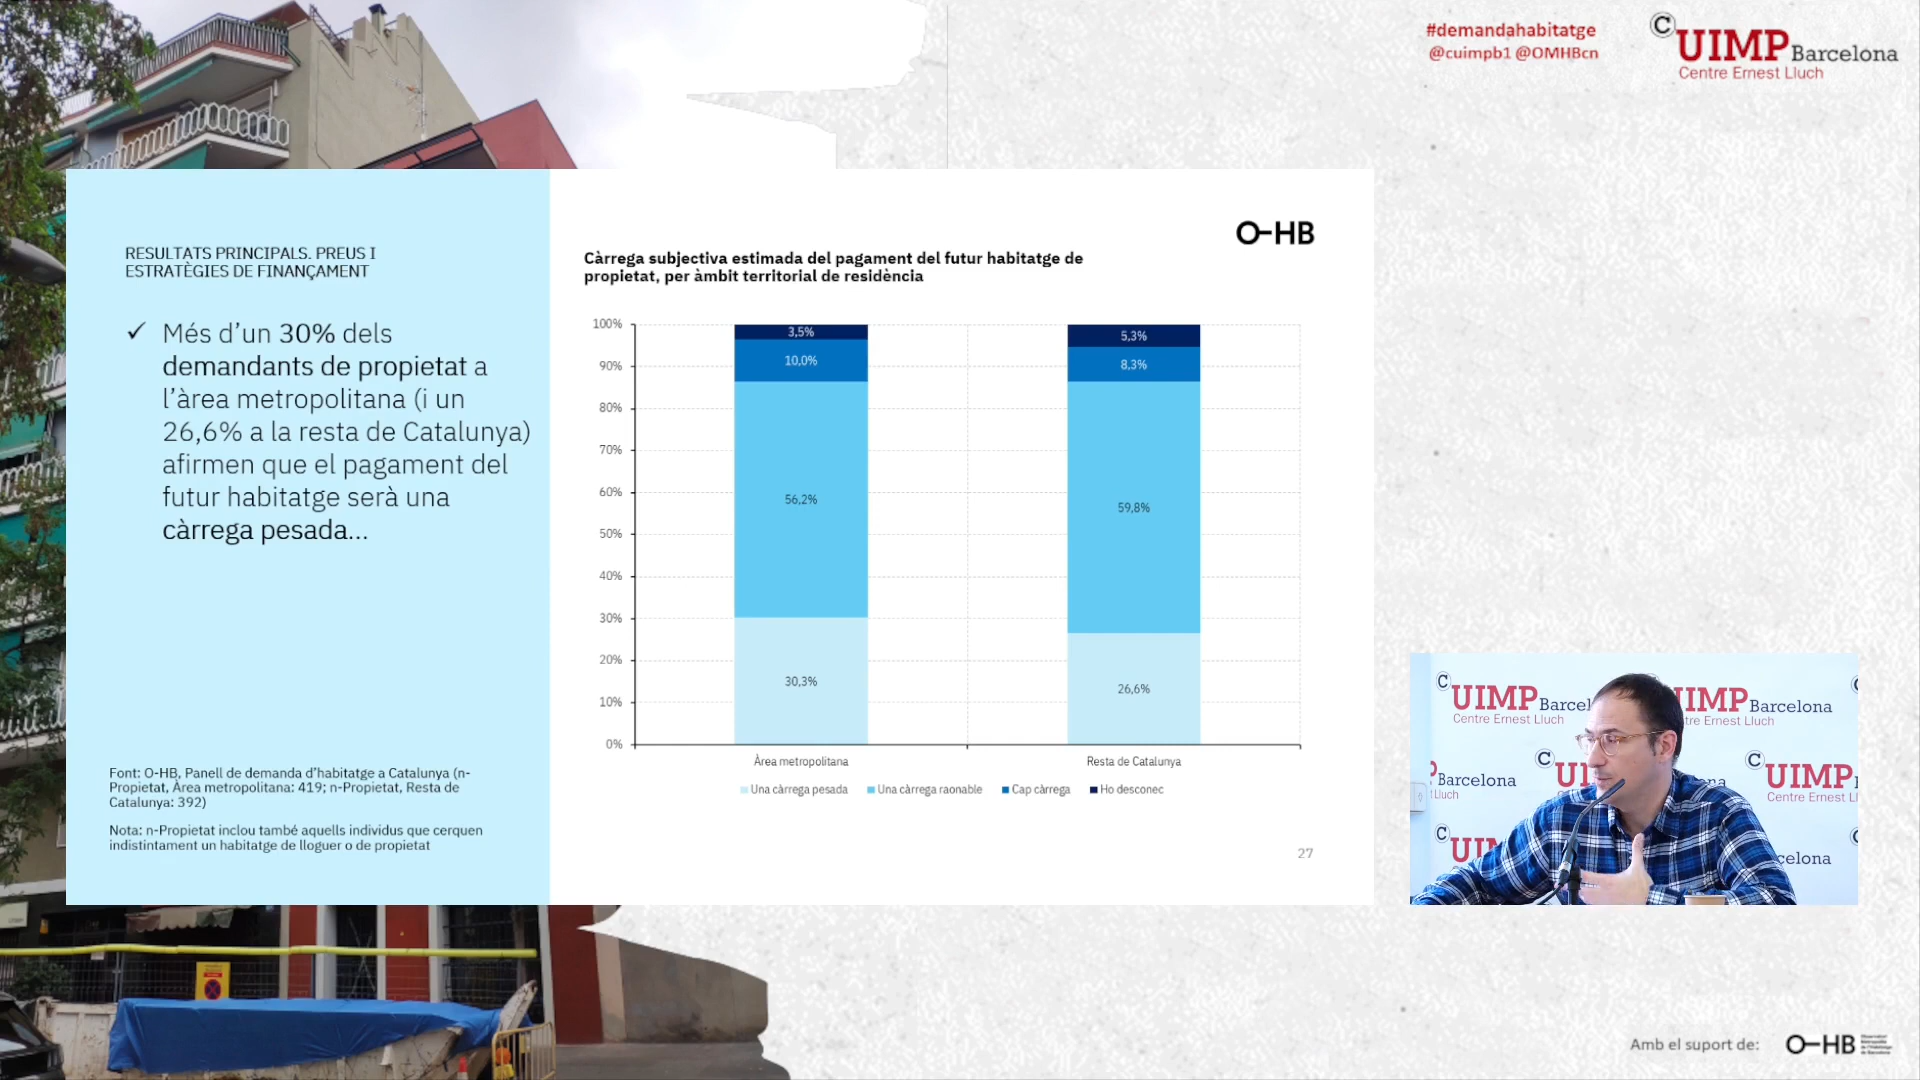 #demandahabitatge
@cuimpb1 @OMHBcn
C UIMP Barcelona
Centre Ernest Lluch
O-HB
RESULTATS PRINCIPALS. PREUS I
ESTRATÈGIES DE FINANÇAMENT
✓ Més d’un 30% dels
demandants de propietat a
l’àrea metropolitana (i un
26,6% a la resta de Catalunya)
afirmen que el pagament del
futur habitatge serà una
càrrega pesada...
Font: O-HB, Panell de demanda d’habitatge a Catalunya (n-
Propietat, Àrea metropolitana: 419; n-Propietat, Resta de
Catalunya: 392)
Nota: n-Propietat inclou també aquells individus que cerquen
indistintament un habitatge de lloguer o de propietat
Càrrega subjectiva estimada del pagament del futur habitatge de
propietat, per àmbit territorial de residència
100%
90%
80%
70%
60%
50%
40%
30%
20%
10%
0%
3,5%
10,0%
56,2%
30,3%
5,3%
8,3%
59,8%
26,6%
Àrea metropolitana
Resta de Catalunya
Una càrrega pesada
Una càrrega raonable
Cap càrrega
Ho desconec
27
C UIMP Barcel
Centre Ernest Lluch
UIMP Barcelona
tre Ernest Lluch
Barcelona
t Lluch
C UI
na
C UIMP
Centre Ernest Ll
C UI
celona
Amb el suport de:
O-HB